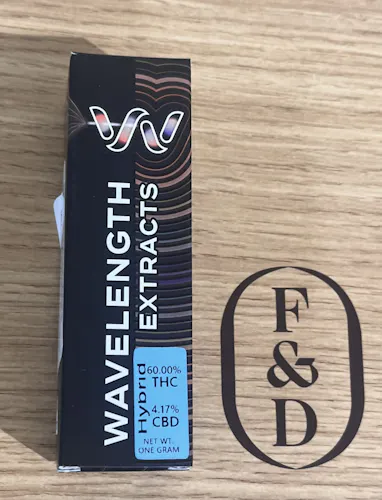 WAVELENGTH
EXTRACTS
Hybrid
60.00%
THC
4.17%
CBD
NET WT.
ONE GRAM
F
&
D